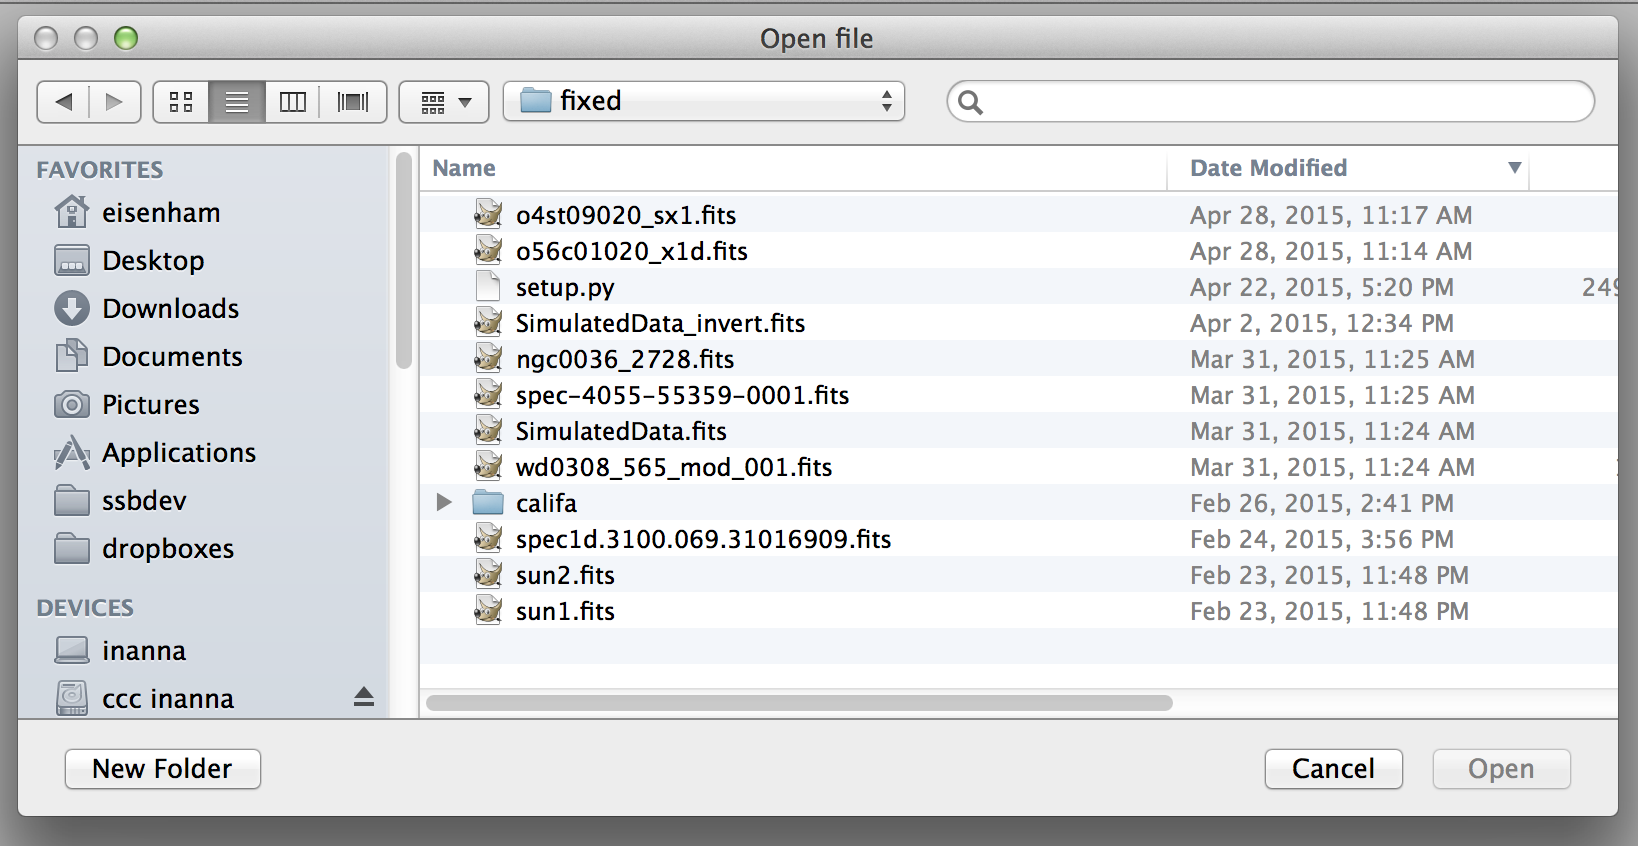 Open file
fixed
FAVORITES
eisenham
Desktop
Downloads
Documents
Pictures
Applications
ssbdev
dropboxes
DEVICES
inanna
ccc inanna
Name Date Modified
o4st09020_sx1.fits Apr 28, 2015, 11:17 AM
o56c01020_x1d.fits Apr 28, 2015, 11:14 AM
setup.py Apr 22, 2015, 5:20 PM 249
SimulatedData_invert.fits Apr 2, 2015, 12:34 PM
ngc0036_2728.fits Mar 31, 2015, 11:25 AM
spec-4055-55359-0001.fits Mar 31, 2015, 11:25 AM
SimulatedData.fits Mar 31, 2015, 11:24 AM
wd0308_565_mod_001.fits Mar 31, 2015, 11:24 AM
califa Feb 26, 2015, 2:41 PM
spec1d.3100.069.31016909.fits Feb 24, 2015, 3:56 PM
sun2.fits Feb 23, 2015, 11:48 PM
sun1.fits Feb 23, 2015, 11:48 PM
New Folder Cancel Open